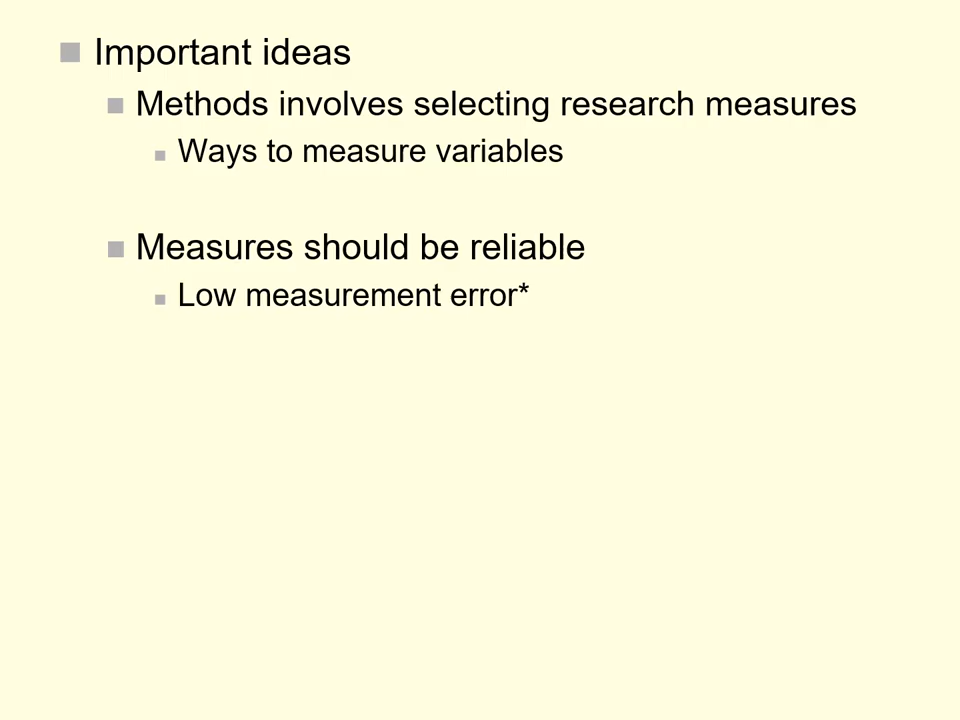 Important ideas
Methods involves selecting research measures
Ways to measure variables
Measures should be reliable
Low measurement error*